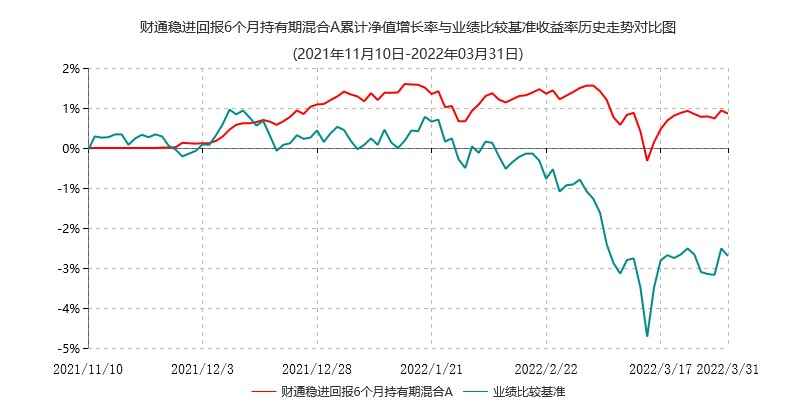 财通稳进回报6个月持有期混合A累计净值增长率与业绩比较基准收益率历史走势对比图
(2021年11月10日-2022年03月31日)
2%
1%
0%
-1%
-2%
-3%
-4%
-5%
2021/11/10 2021/12/3 2021/12/28 2022/1/21 2022/2/22 2022/3/17 2022/3/31
财通稳进回报6个月持有期混合A 业绩比较基准